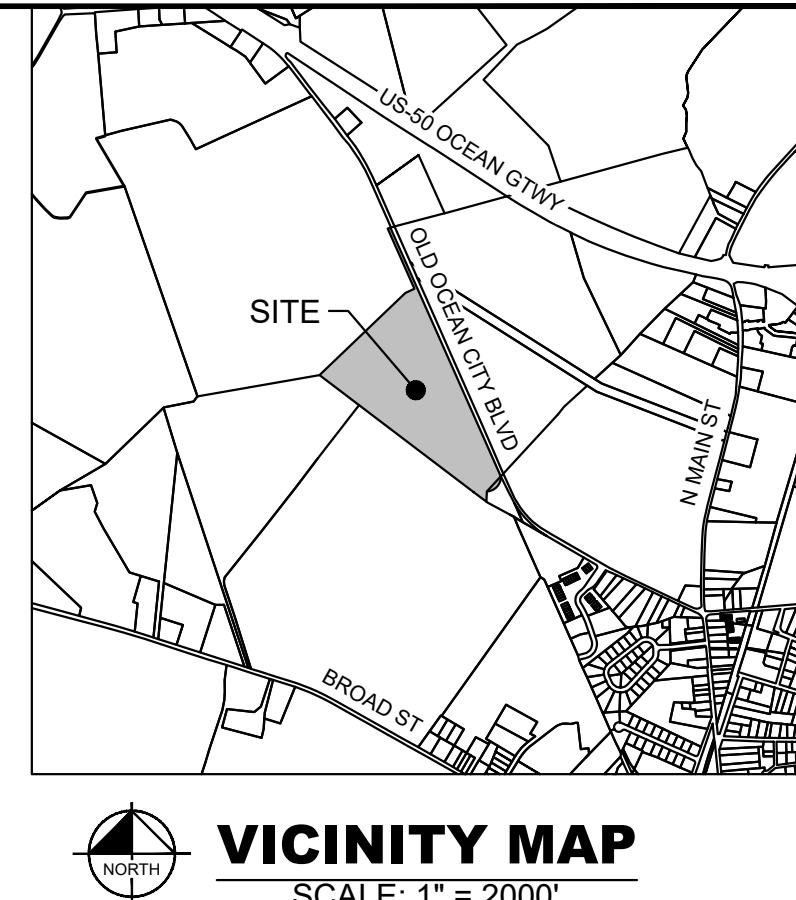 US-50 OCEAN GTWY
OLD OCEAN CITY BLVD
SITE
N MAIN ST
BROAD ST
NORTH
VICINITY MAP
SCALE: 1" = 2000'